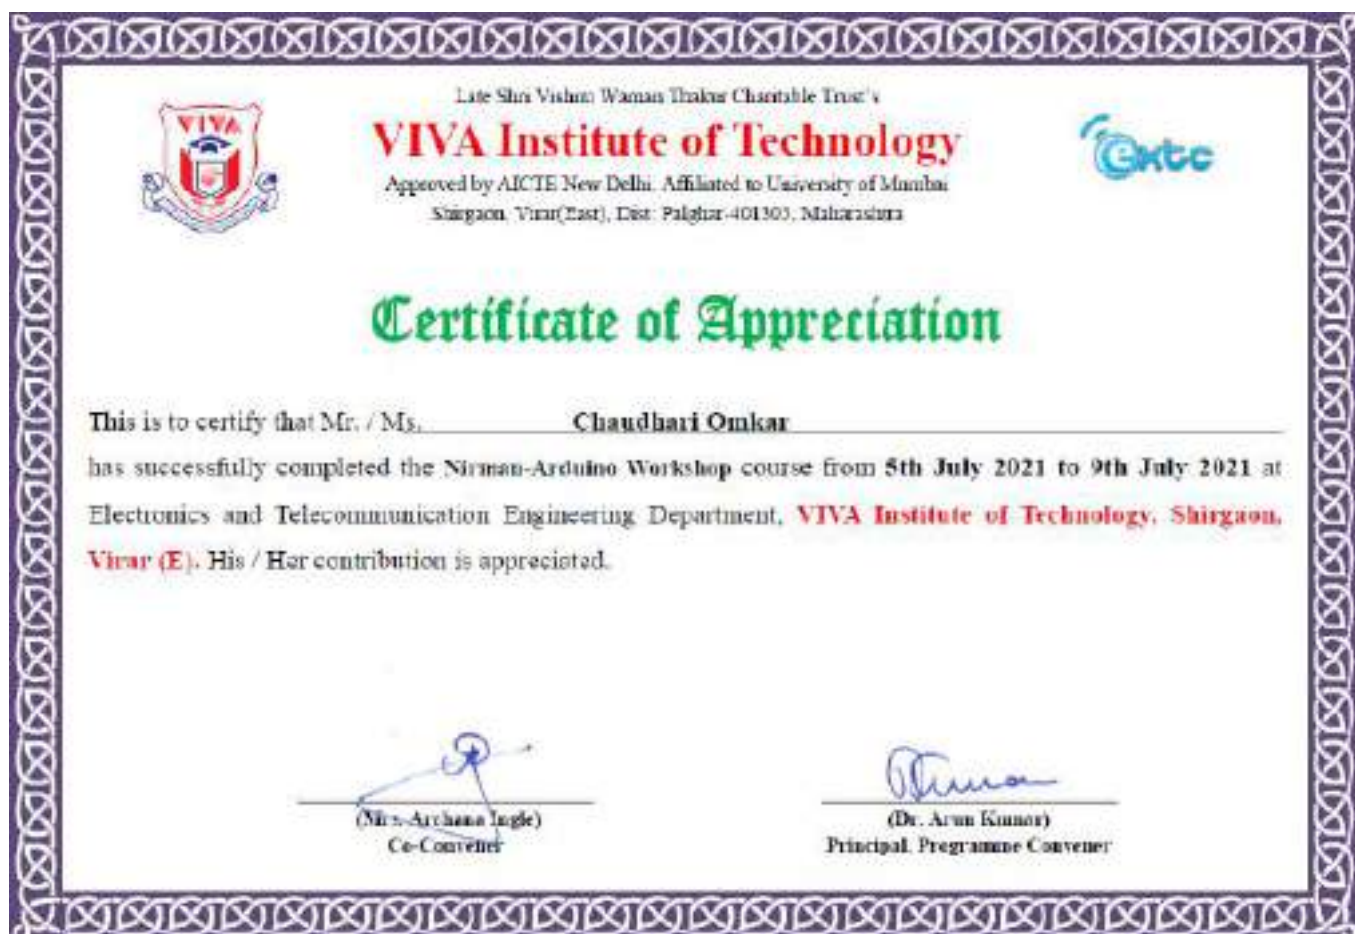 Late Shri Vishnu Waman Thakur Charitable Trust's
VIVA Institute of Technology
Approved by AICTE New Delhi, Affiliated to University of Mumbai
Shirgaon, Virar(East), Dist: Palghar-401303, Maharashtra
VIVA
extc
Certificate of Appreciation
This is to certify that Mr. / Ms. Chaudhari Omkar
has successfully completed the Nirman-Arduino Workshop course from 5th July 2021 to 9th July 2021 at
Electronics and Telecommunication Engineering Department, VIVA Institute of Technology, Shirgaon,
Virar (E). His / Her contribution is appreciated.
(Mrs. Archana Ingle)
Co-Convener
(Dr. Arun Kumar)
Principal, Programme Convener